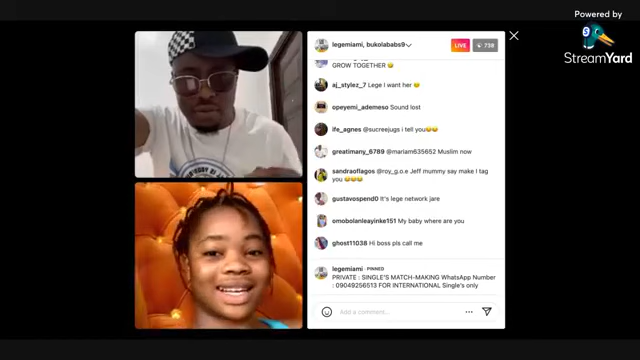 Powered by
S
StreamYard
legemiami, bukolababs9
LIVE
738
GROW TOGETHER 😅
aj_stylez_7 Lege I want her
opeyemi_ademeso Sound lost
ife_agnes @sucreejugs i tell you😂😂
greatimany_6789 @mariam635652 Muslim now
sandraoflagos @roy_g.o.e Jeff mummy say make I tag
you 😂😂😂
gustavospend0 It's lege network jare
omobolanleayinke151 My baby where are you
ghost11038 Hi boss pls call me
legemiami · PINNED
PRIVATE : SINGLE'S MATCH-MAKING WhatsApp Number
: 09049256513 FOR INTERNATIONAL Single's only
Add a comment...